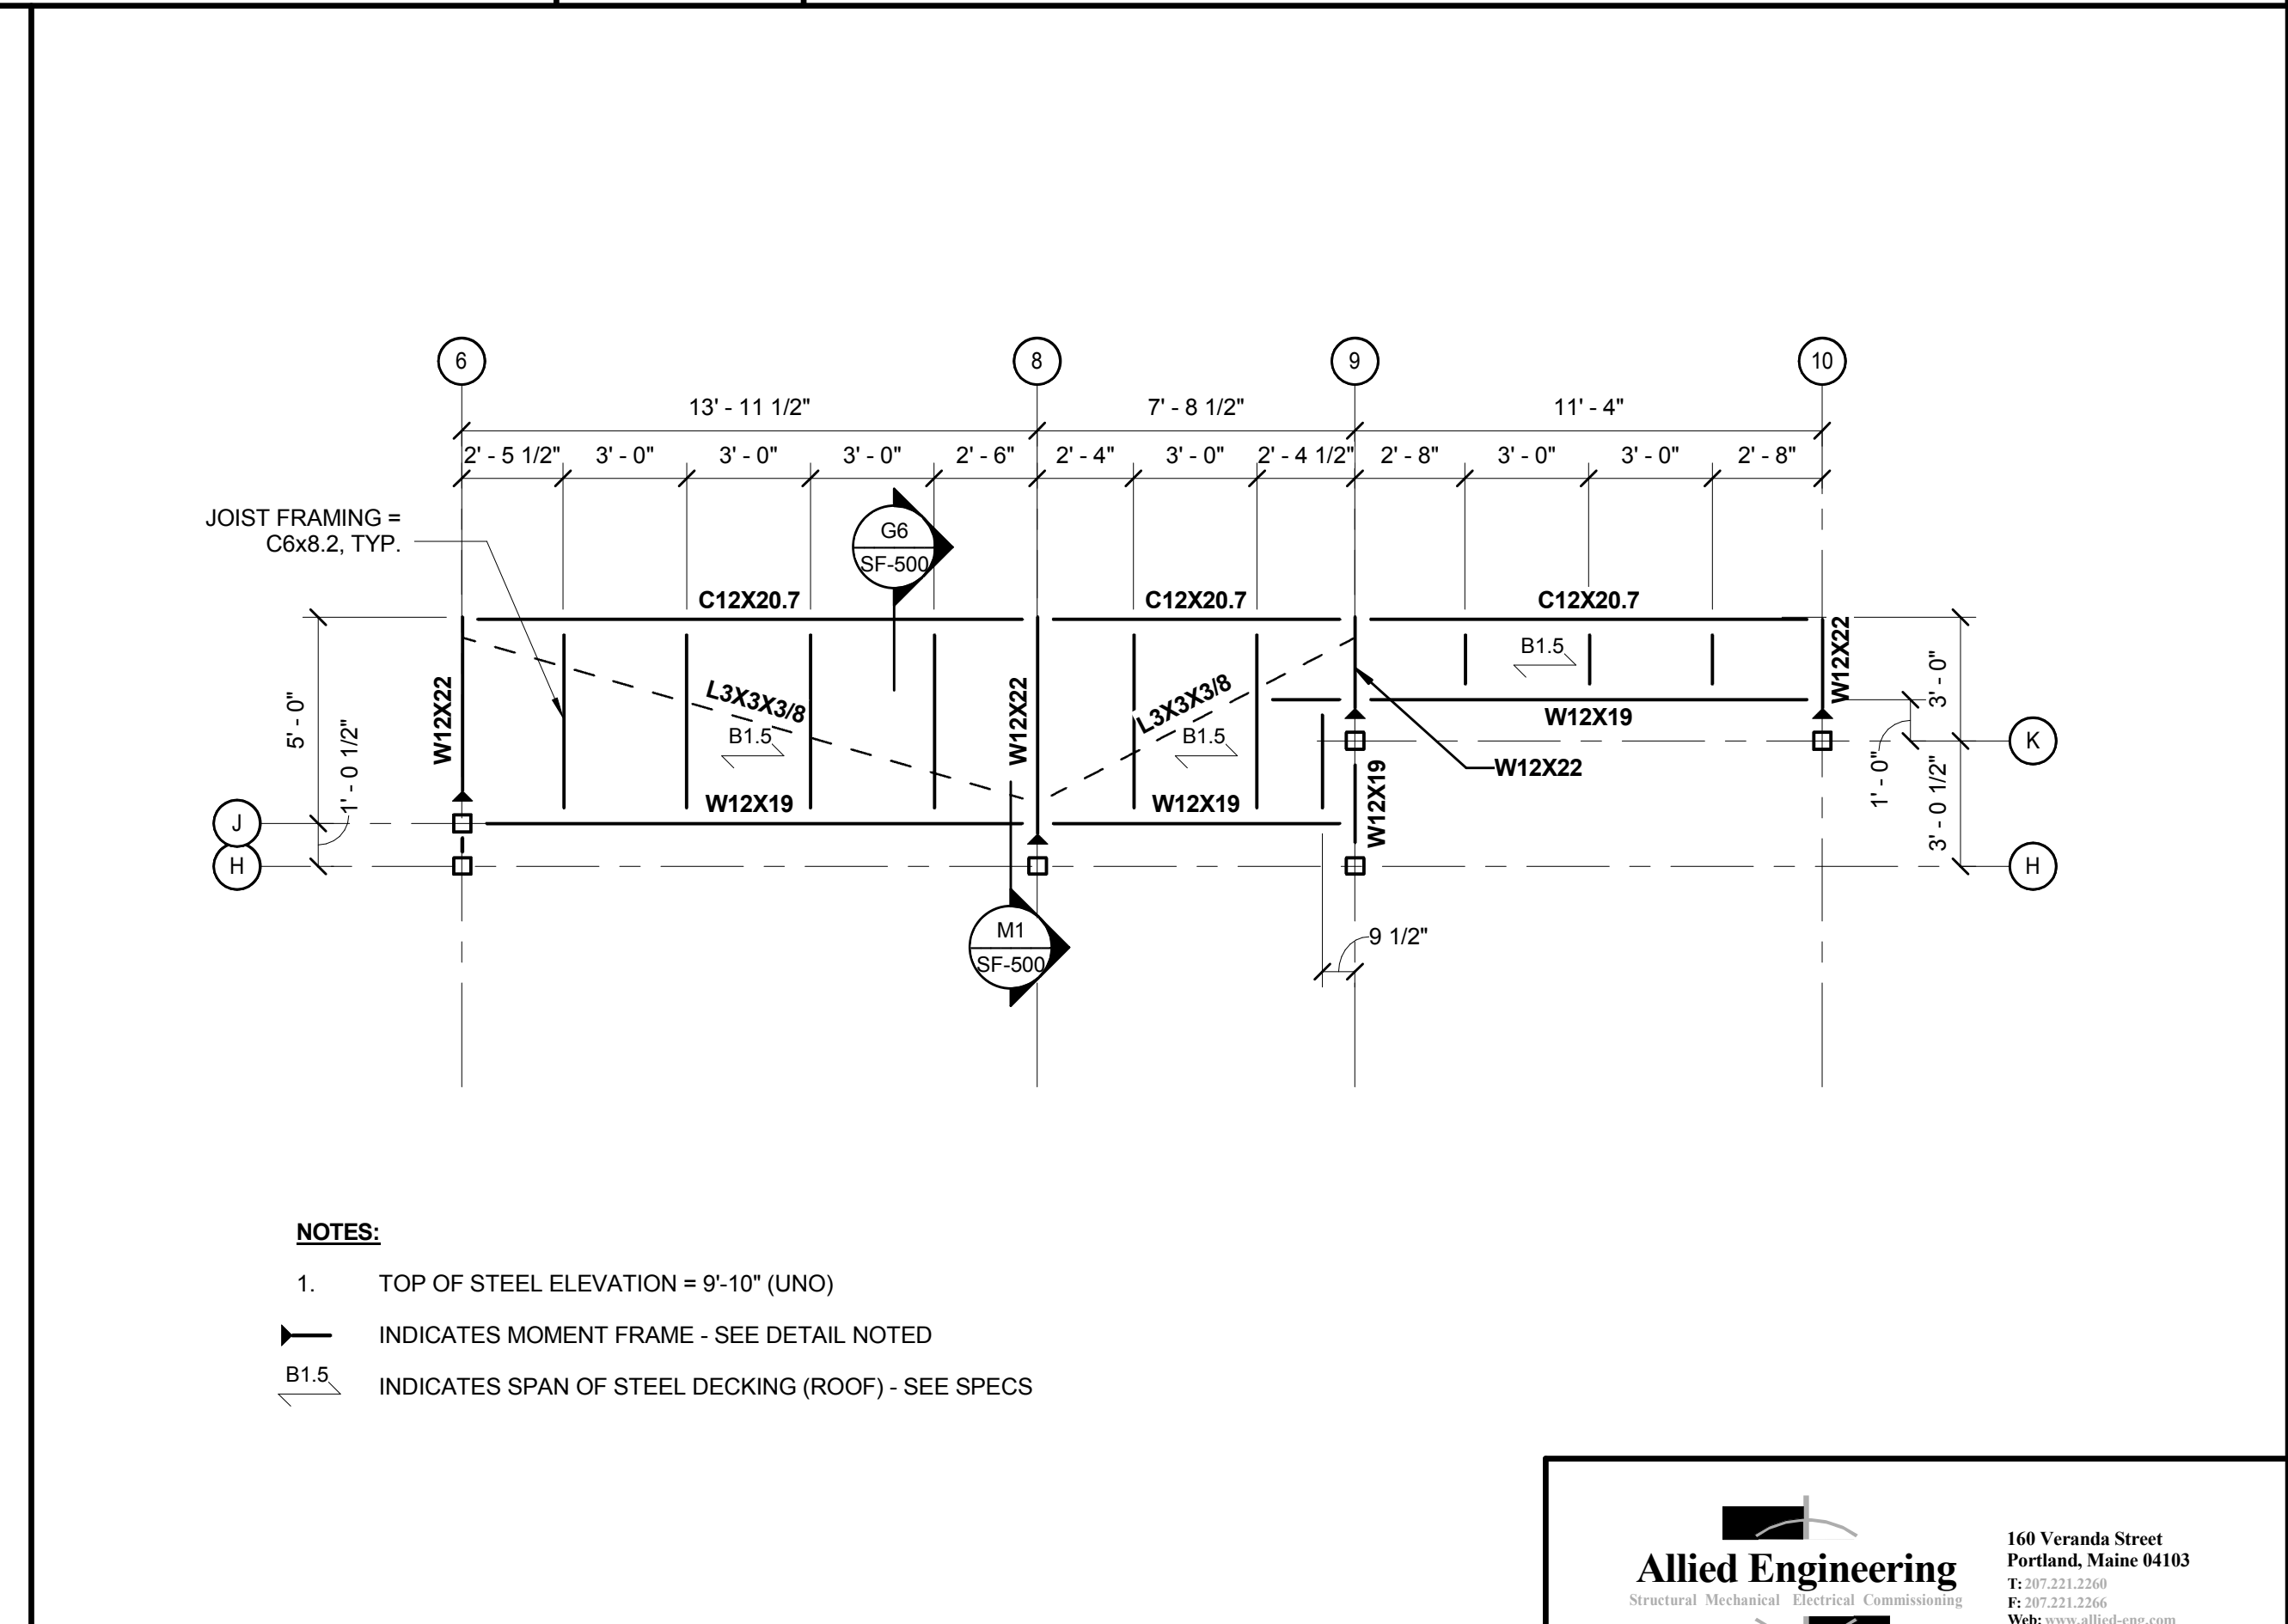 6
8
9
10
13' - 11 1/2"
7' - 8 1/2"
11' - 4"
2' - 5 1/2"
3' - 0"
3' - 0"
3' - 0"
2' - 6"
2' - 4"
3' - 0"
2' - 4 1/2"
2' - 8"
3' - 0"
3' - 0"
2' - 8"
JOIST FRAMING =
C6x8.2, TYP.
G6
SF-500
C12X20.7
C12X20.7
C12X20.7
W12X22
W12X22
W12X22
B1.5
L3X3X3/8
L3X3X3/8
B1.5
B1.5
W12X19
W12X22
W12X19
W12X19
W12X19
5' - 0"
1' - 0 1/2"
3' - 0"
1' - 0"
3' - 0 1/2"
J
H
K
H
M1
SF-500
9 1/2"
NOTES:
1. TOP OF STEEL ELEVATION = 9'-10" (UNO)
INDICATES MOMENT FRAME - SEE DETAIL NOTED
B1.5 INDICATES SPAN OF STEEL DECKING (ROOF) - SEE SPECS
Allied Engineering
Structural Mechanical Electrical Commissioning
160 Veranda Street
Portland, Maine 04103
T: 207.221.2260
F: 207.221.2266
Web: www.allied-eng.com